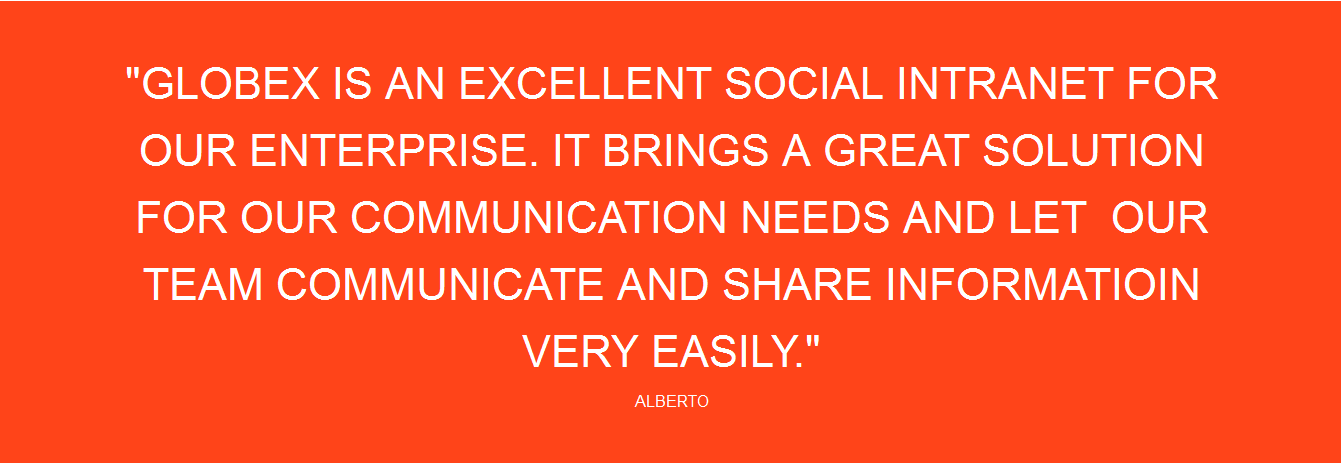 "GLOBEX IS AN EXCELLENT SOCIAL INTRANET FOR
OUR ENTERPRISE. IT BRINGS A GREAT SOLUTION
FOR OUR COMMUNICATION NEEDS AND LET  OUR
TEAM COMMUNICATE AND SHARE INFORMATIOIN
VERY EASILY."
ALBERTO